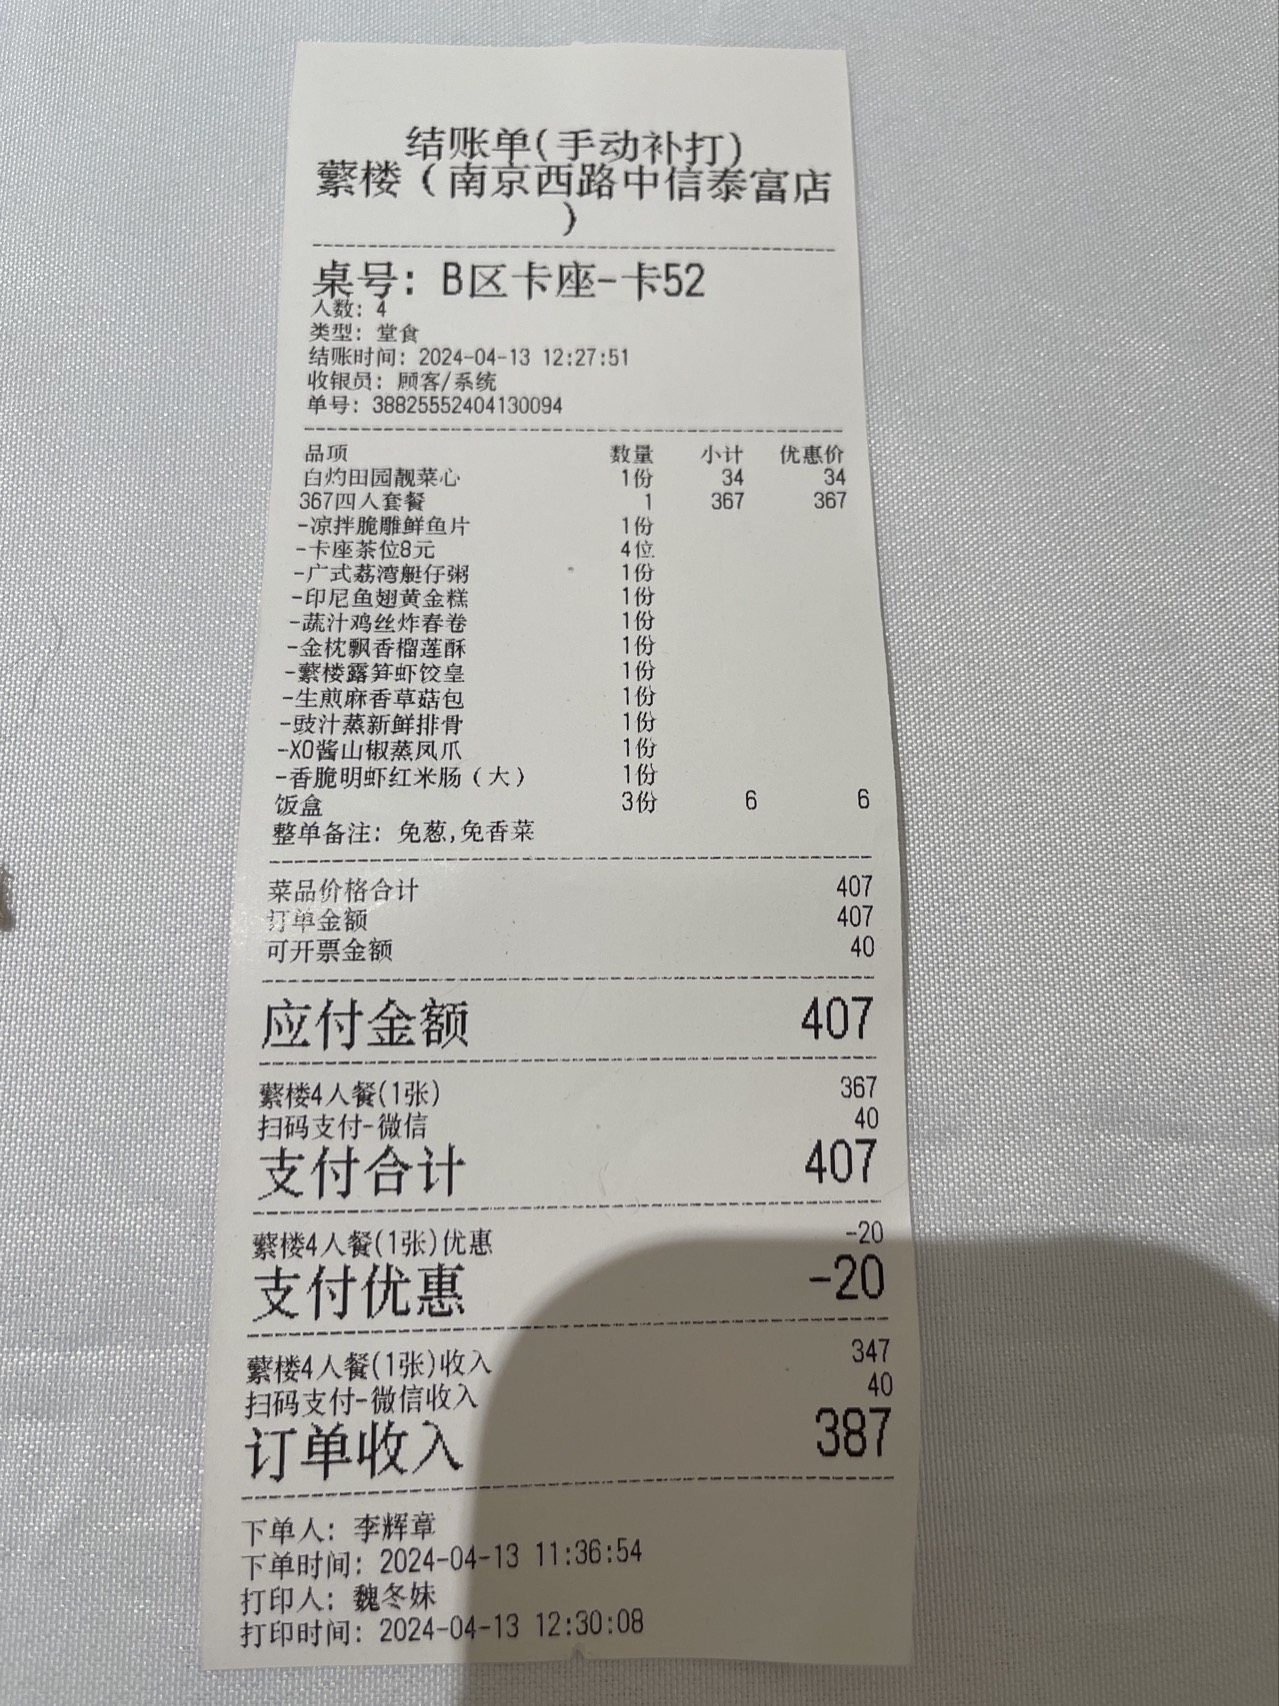 结账单(手动补打)
蘩楼（南京西路中信泰富店
）
桌号: B区卡座-卡52
人数: 4
类型: 堂食
结账时间: 2024-04-13 12:27:51
收银员: 顾客/系统
单号: 38825552404130094
品项 数量 小计 优惠价
白灼田园靓菜心 1份 34 34
367四人套餐 1 367 367
-凉拌脆雕鲜鱼片 1份
-卡座茶位8元 4位
-广式荔湾艇仔粥 1份
-印尼鱼翅黄金糕 1份
-蔬汁鸡丝炸春卷 1份
-金枕飘香榴莲酥 1份
-蘩楼露笋虾饺皇 1份
-生煎麻香草菇包 1份
-豉汁蒸新鲜排骨 1份
-XO酱山椒蒸凤爪 1份
-香脆明虾红米肠（大） 1份
饭盒 3份 6 6
整单备注: 免葱,免香菜
菜品价格合计 407
订单金额 407
可开票金额 40
应付金额 407
蘩楼4人餐(1张) 367
扫码支付-微信 40
支付合计 407
蘩楼4人餐(1张)优惠 -20
支付优惠 -20
蘩楼4人餐(1张)收入 347
扫码支付-微信收入 40
订单收入 387
下单人: 李辉章
下单时间: 2024-04-13 11:36:54
打印人: 魏冬妹
打印时间: 2024-04-13 12:30:08